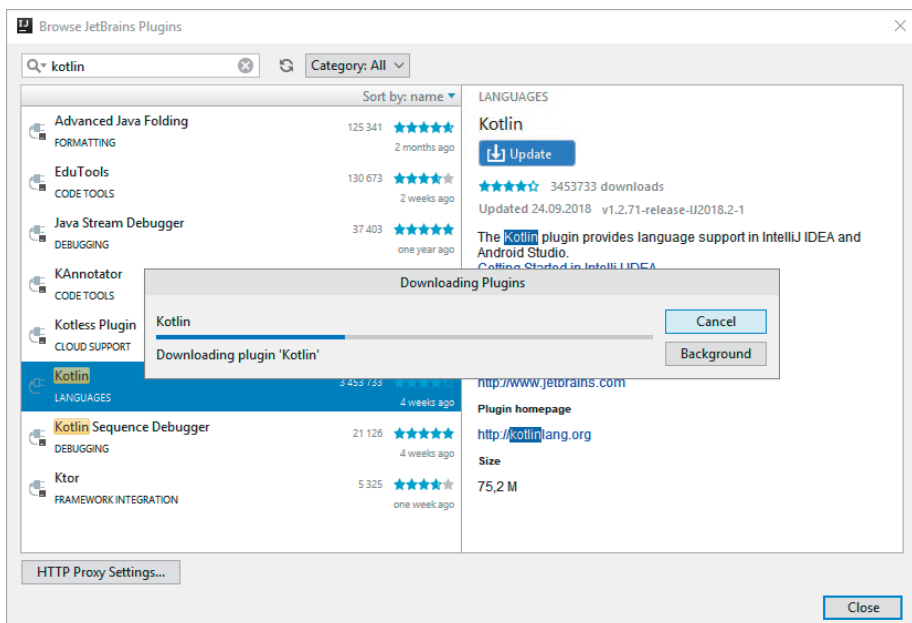 Browse JetBrains Plugins
kotlin
Category: All
Sort by: name
Advanced Java Folding
125 341
FORMATTING
2 months ago
EduTools
130 673
CODE TOOLS
2 weeks ago
Java Stream Debugger
37 403
DEBUGGING
one year ago
KAnnotator
CODE TOOLS
Kotless Plugin
CLOUD SUPPORT
Kotlin
3 453 733
LANGUAGES
4 weeks ago
Kotlin Sequence Debugger
21 126
DEBUGGING
4 weeks ago
Ktor
5 325
FRAMEWORK INTEGRATION
one week ago
LANGUAGES
Kotlin
Update
3453733 downloads
Updated 24.09.2018 v1.2.71-release-IJ2018.2-1
The Kotlin plugin provides language support in IntelliJ IDEA and
Android Studio.
Getting Started in IntelliJ IDEA
Downloading Plugins
Kotlin
Cancel
Downloading plugin 'Kotlin'
Background
http://www.jetbrains.com
Plugin homepage
http://kotlinlang.org
Size
75,2 M
HTTP Proxy Settings...
Close